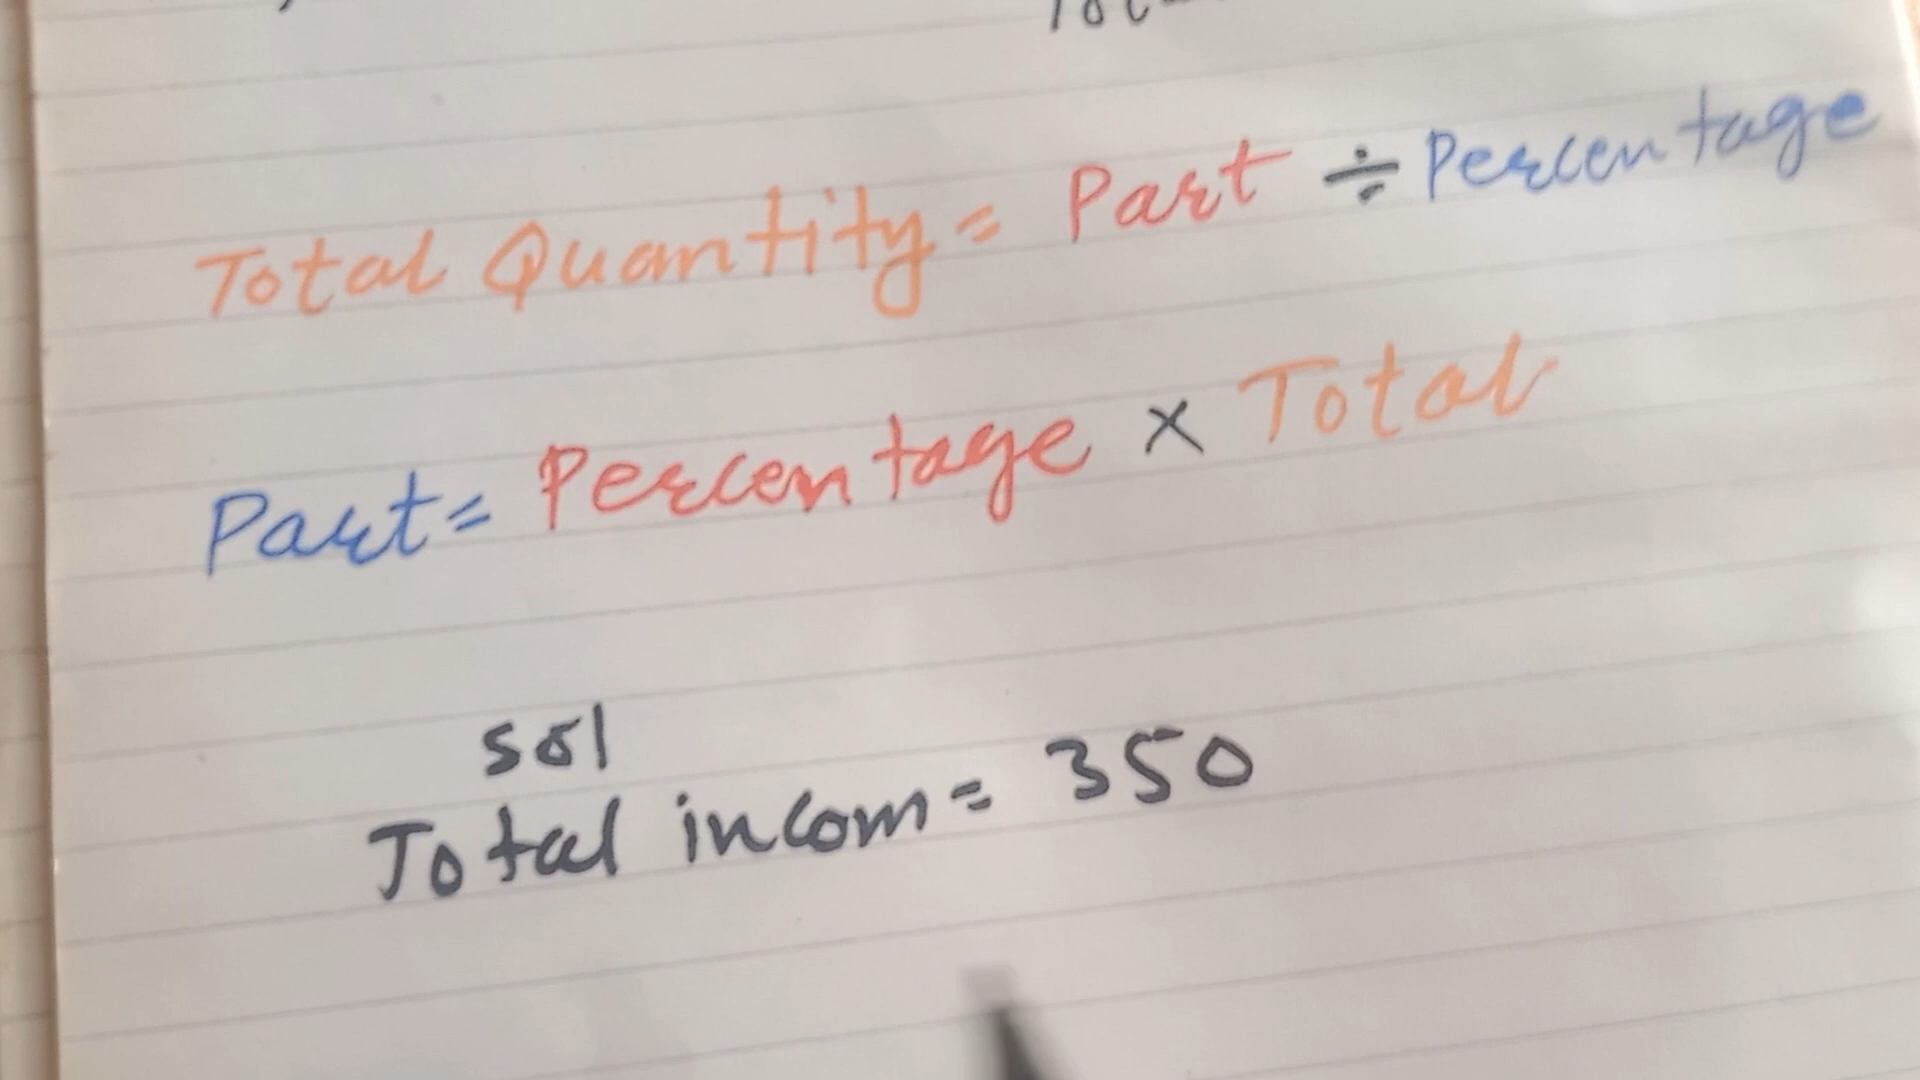 Total Quantity = Part ÷ Percentage
Part = Percentage × Total
sol
Total incom = 350